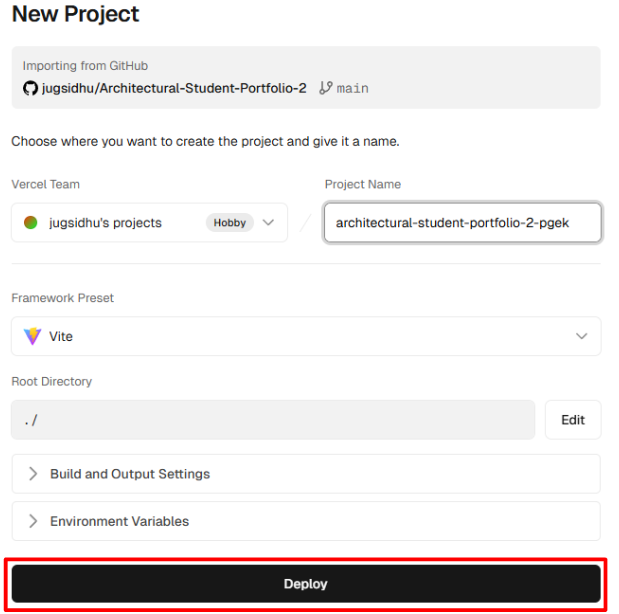 New Project
Importing from GitHub
jugsidhu/Architectural-Student-Portfolio-2 main
Choose where you want to create the project and give it a name.
Vercel Team
Project Name
jugsidhu's projects Hobby / architectural-student-portfolio-2-pgek
Framework Preset
Vite
Root Directory
./ Edit
Build and Output Settings
Environment Variables
Deploy